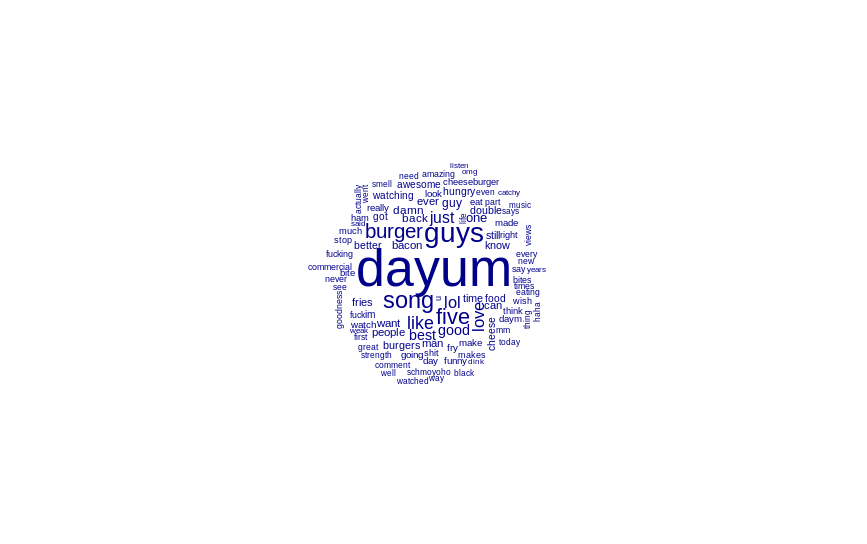 listen
need amazing omg
smell awesome cheeseburger
actually went watching look hungry even catchy
really ever guy eat part music
ham got damn back just life one double says
said much burger guys made views
stop better bacon know still right
fucking dayum every new
commercial bite say years
never see bites times
goodness fries song u lol time food can eating wish
fuck im like five love think thing haha
watch want good daym
weak first people best cheese mm
great burgers man fry make today
strength going shit makes
comment day funny dink
well schmoyoho black
watched way